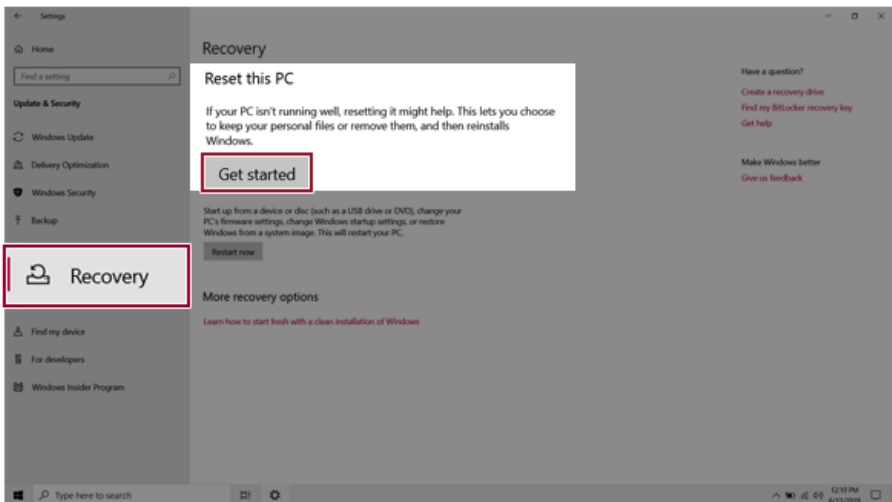 Settings
Home
Find a setting
Update & Security
Windows Update
Delivery Optimization
Windows Security
Backup
Recovery
Find my device
For developers
Windows Insider Program
Recovery
Reset this PC
If your PC isn't running well, resetting it might help. This lets you choose
to keep your personal files or remove them, and then reinstalls
Windows.
Get started
Start up from a device or disc (such as a USB drive or DVD), change your
PC's firmware settings, change Windows startup settings, or restore
Windows from a system image. This will restart your PC.
Restart now
More recovery options
Learn how to start fresh with a clean installation of Windows
Have a question?
Create a recovery drive
Find my BitLocker recovery key
Get help
Make Windows better
Give us feedback
Type here to search
12:10 PM